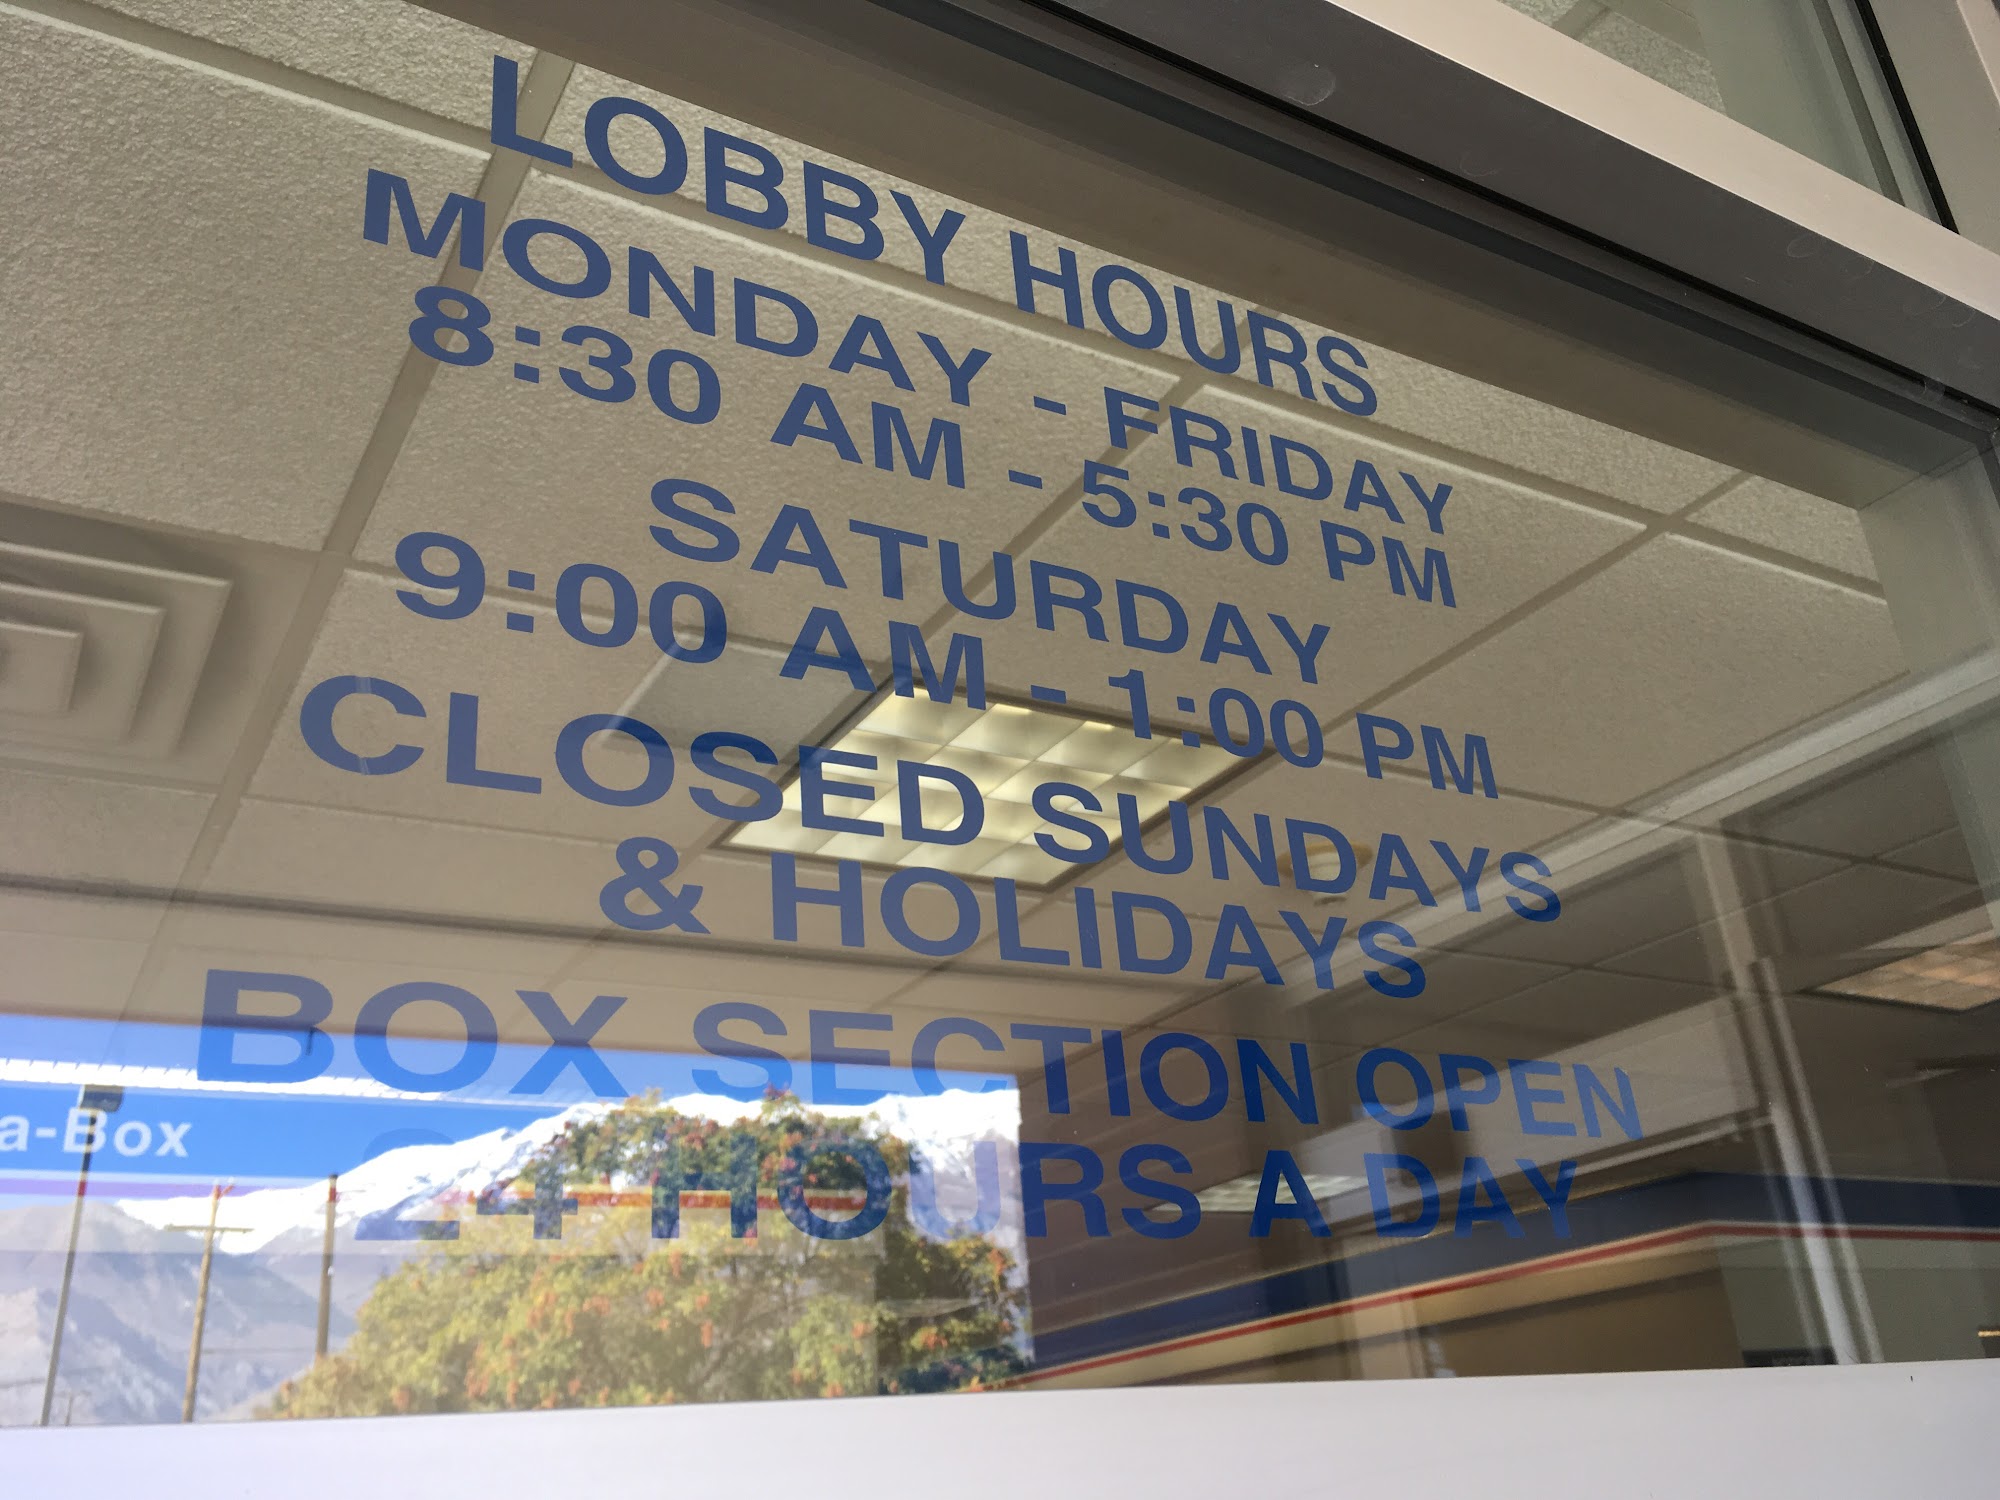 LOBBY HOURS
MONDAY - FRIDAY
8:30 AM - 5:30 PM
SATURDAY
9:00 AM - 1:00 PM
CLOSED SUNDAYS
& HOLIDAYS
BOX SECTION OPEN
24 HOURS A DAY
a-Box